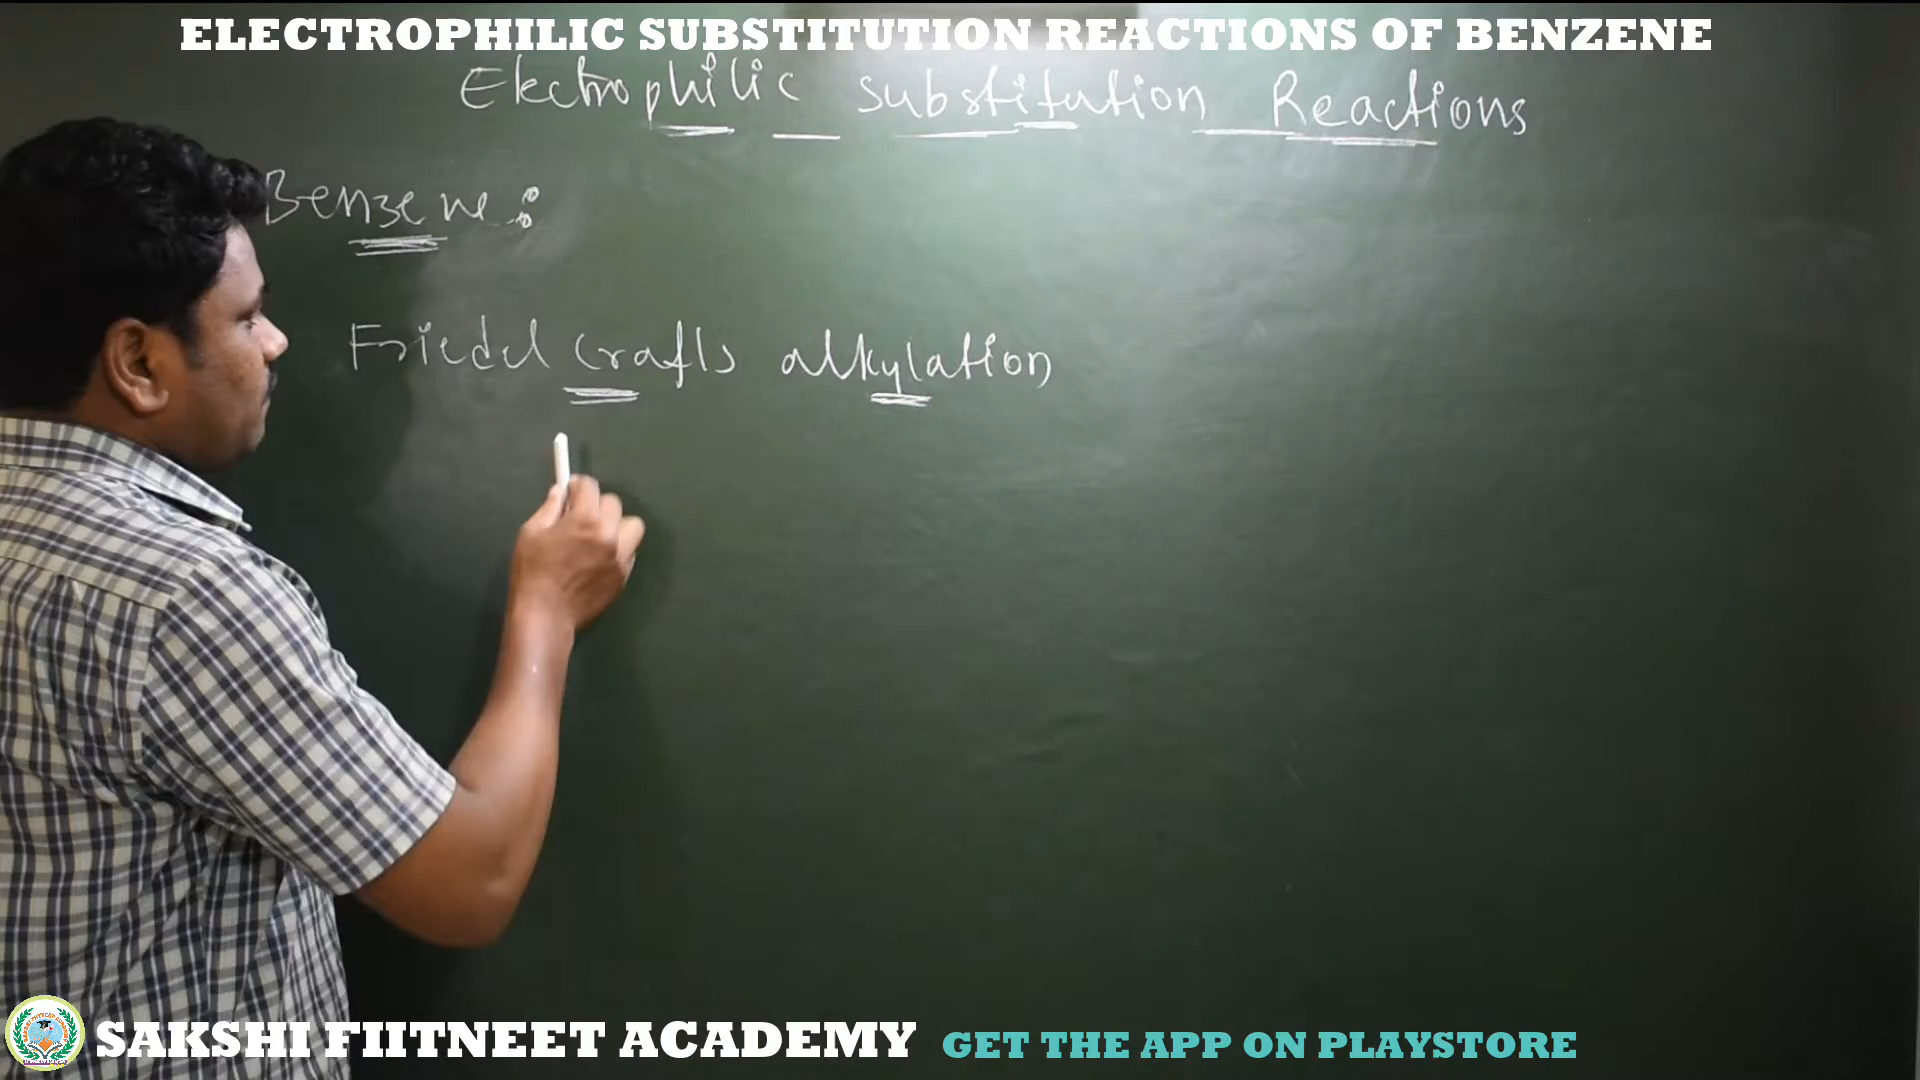 ELECTROPHILIC SUBSTITUTION REACTIONS OF BENZENE
Electrophilic Substitution Reactions
Benzene :
Friedel Crafts alkylation
SAKSHI FIITNEET ACADEMY GET THE APP ON PLAYSTORE